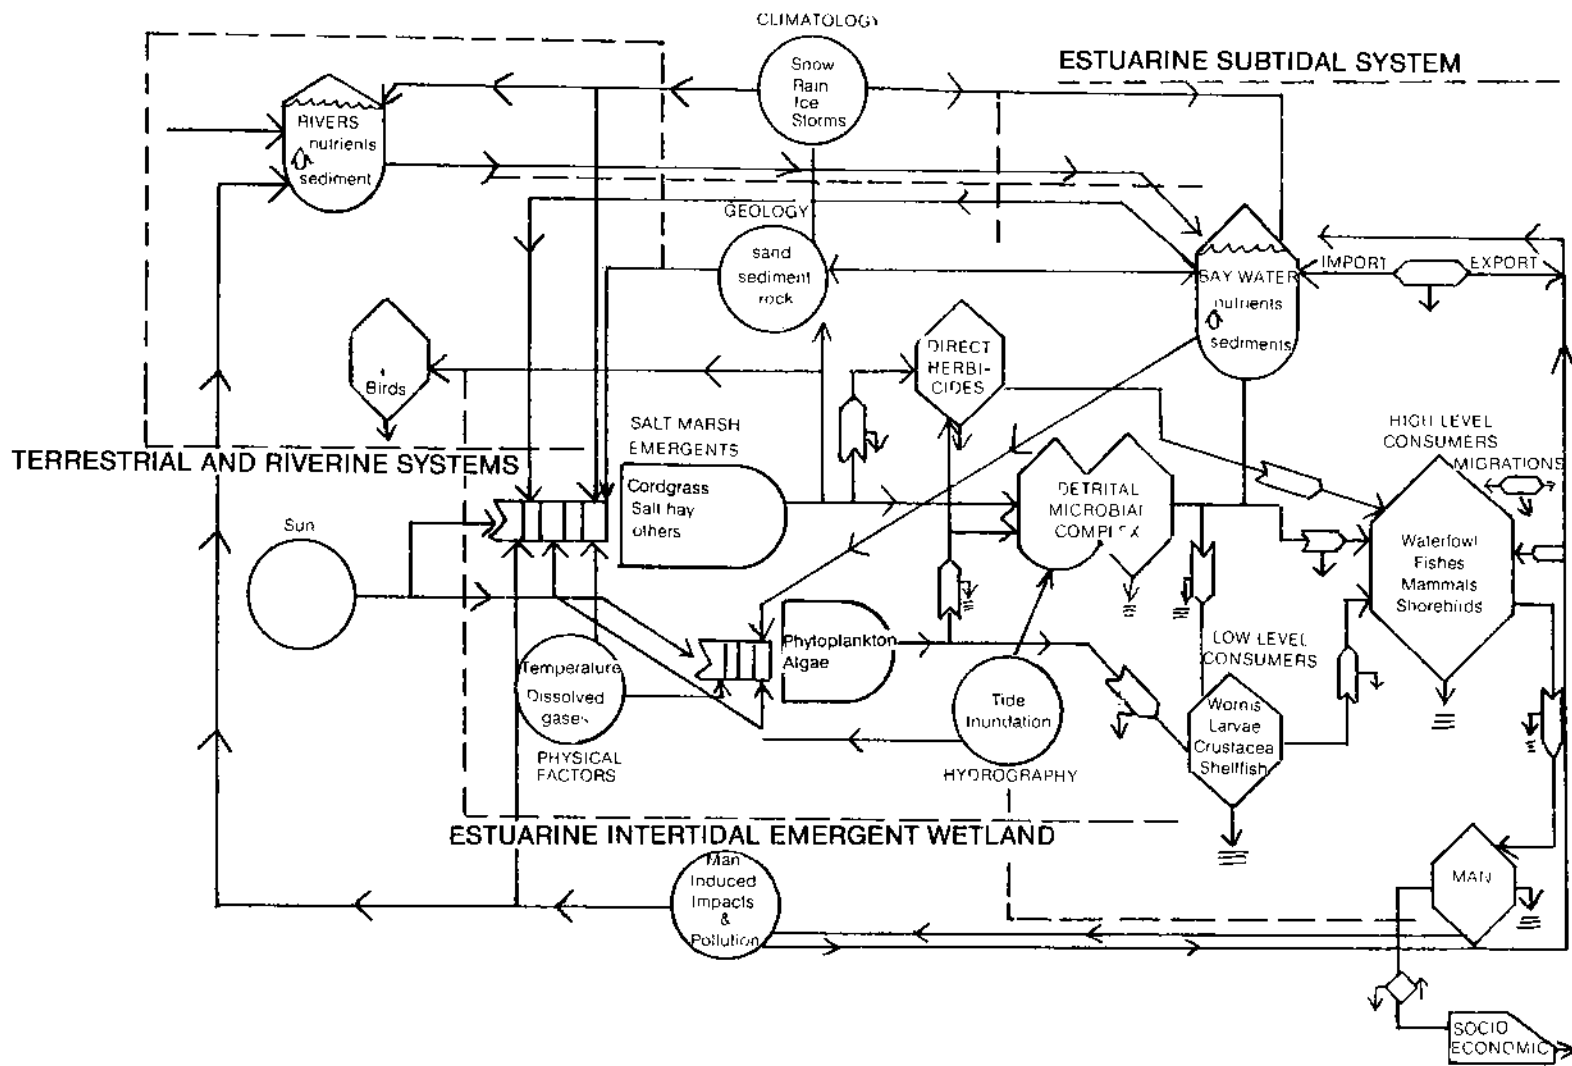 CLIMATOLOGY
Snow
Rain
Ice
Storms
ESTUARINE SUBTIDAL SYSTEM
RIVERS
nutrients
sediment
GEOLOGY
sand
sediment
rock
BAY WATER
nutrients
sediments
IMPORT
EXPORT
Birds
DIRECT
HERBI-
CIDES
SALT MARSH
EMERGENTS
Cordgrass
Salt hay
others
TERRESTRIAL AND RIVERINE SYSTEMS
HIGH LEVEL
CONSUMERS
MIGRATIONS
DETRITAL
MICROBIAL
COMPLEX
Waterfowl
Fishes
Mammals
Shorebirds
Sun
Phytoplankton
Algae
LOW LEVEL
CONSUMERS
Temperature
Dissolved
gases
PHYSICAL
FACTORS
Tide
Inundation
HYDROGRAPHY
Worms
Larvae
Crustacea
Shellfish
ESTUARINE INTERTIDAL EMERGENT WETLAND
Man
Induced
Impacts
&
Pollution
MAN
SOCIO
ECONOMIC